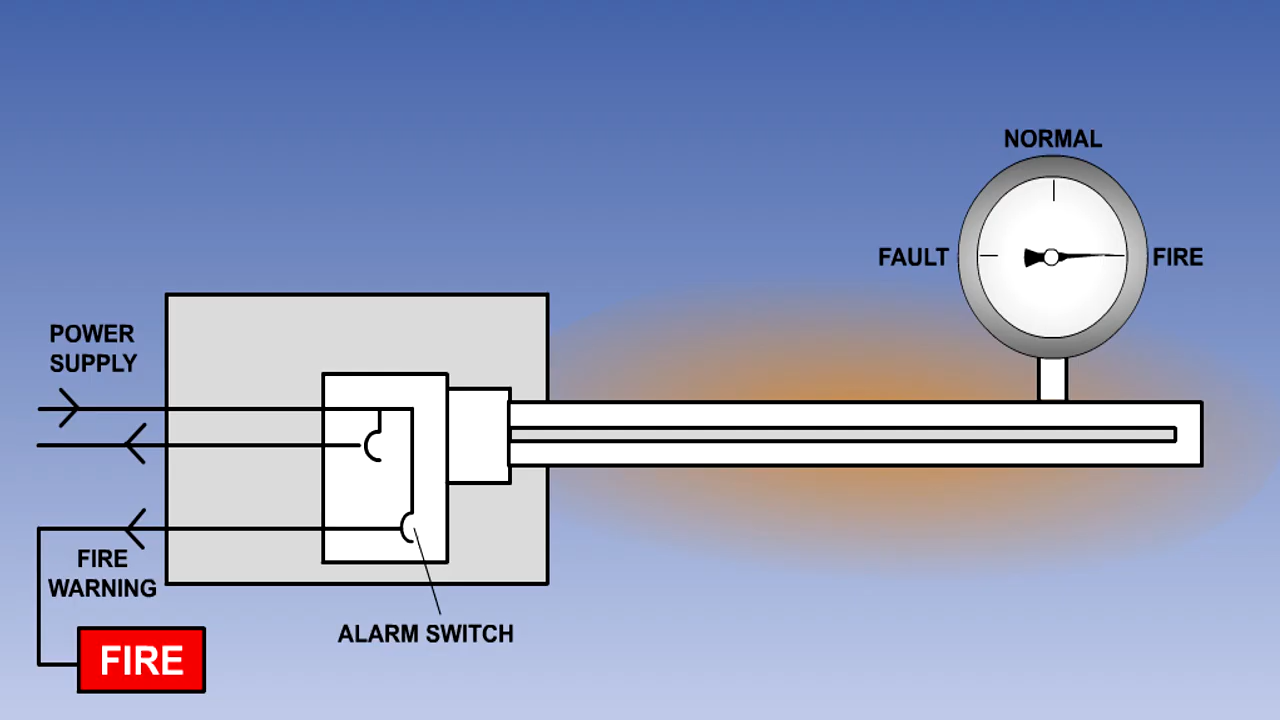 NORMAL
FAULT
FIRE
POWER
SUPPLY
FIRE
WARNING
ALARM SWITCH
FIRE